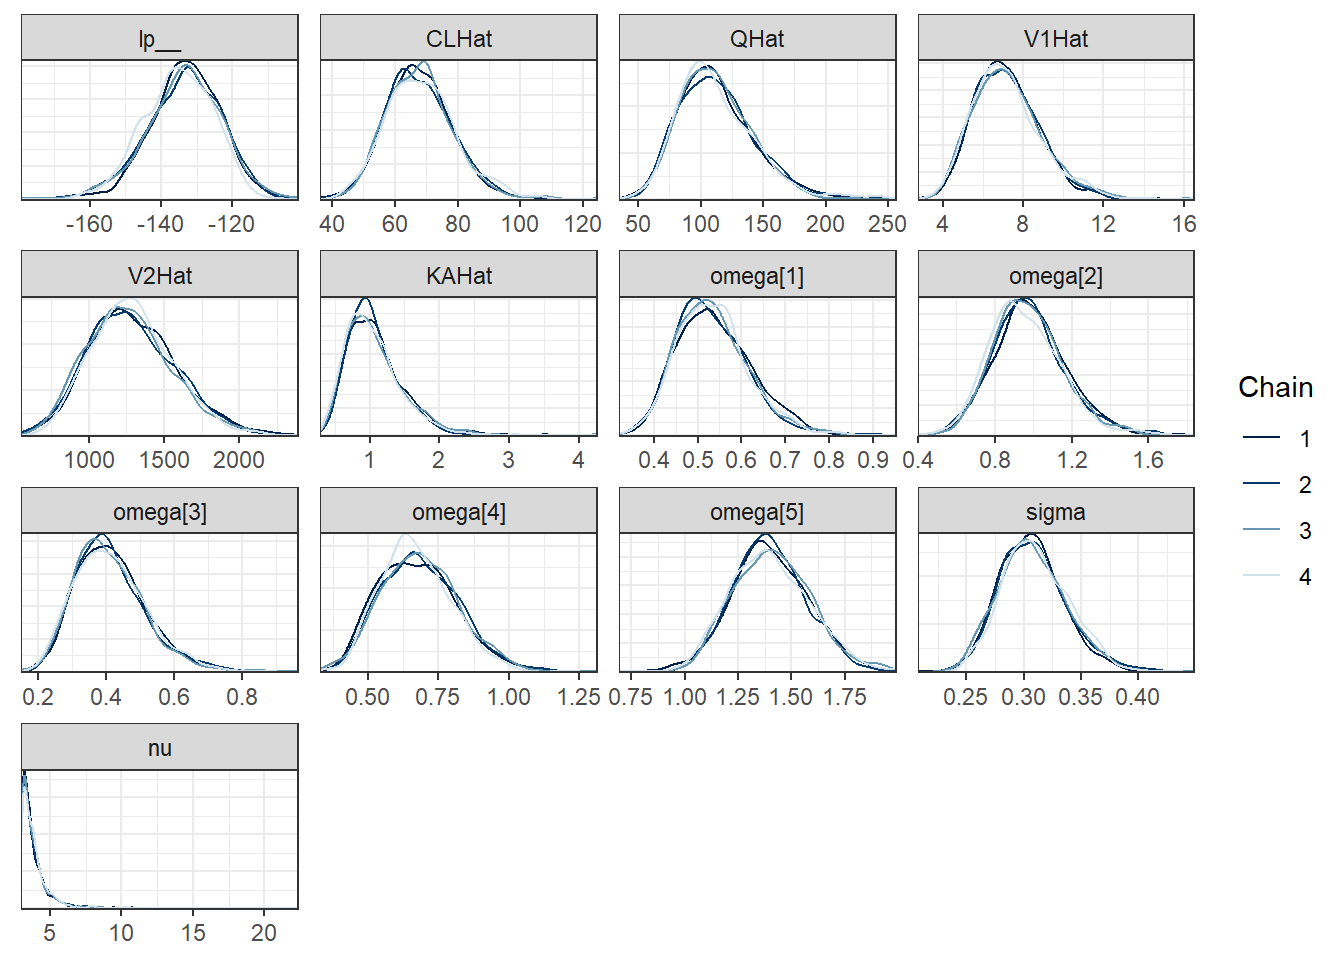 lp__ CLHat QHat V1Hat
-160 -140 -120 40 60 80 100 120 50 100 150 200 250 4 8 12 16
V2Hat KAHat omega[1] omega[2]
1000 1500 2000 1 2 3 4 0.4 0.5 0.6 0.7 0.8 0.9 0.4 0.8 1.2 1.6
Chain
1
2
3
4
omega[3] omega[4] omega[5] sigma
0.2 0.4 0.6 0.8 0.50 0.75 1.00 1.25 0.75 1.00 1.25 1.50 1.75 0.25 0.30 0.35 0.40
nu
5 10 15 20